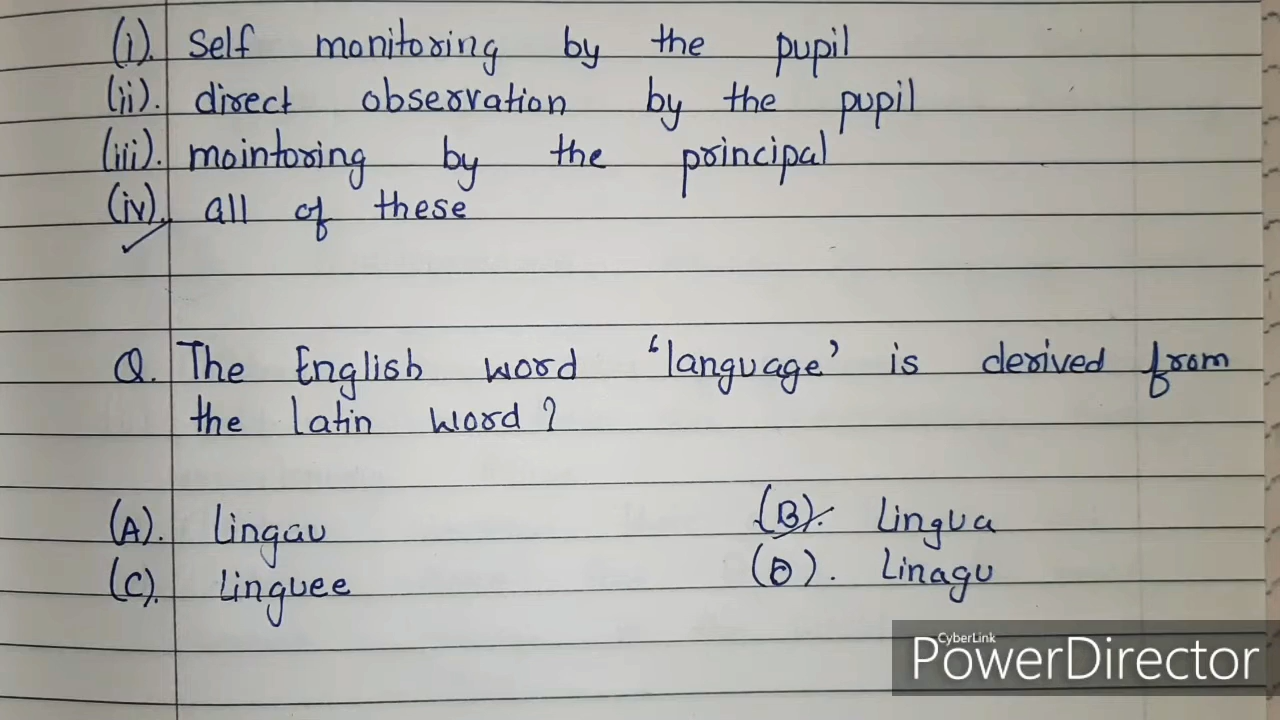 (i). Self monitoring by the pupil
(ii). direct observation by the pupil
(iii). mointoring by the principal
(iv). all of these
Q. The English word 'language' is derived from
the latin word ?
(A). Lingau (B). Lingua
(C). Linguee (D). Linagu
CyberLink
PowerDirector